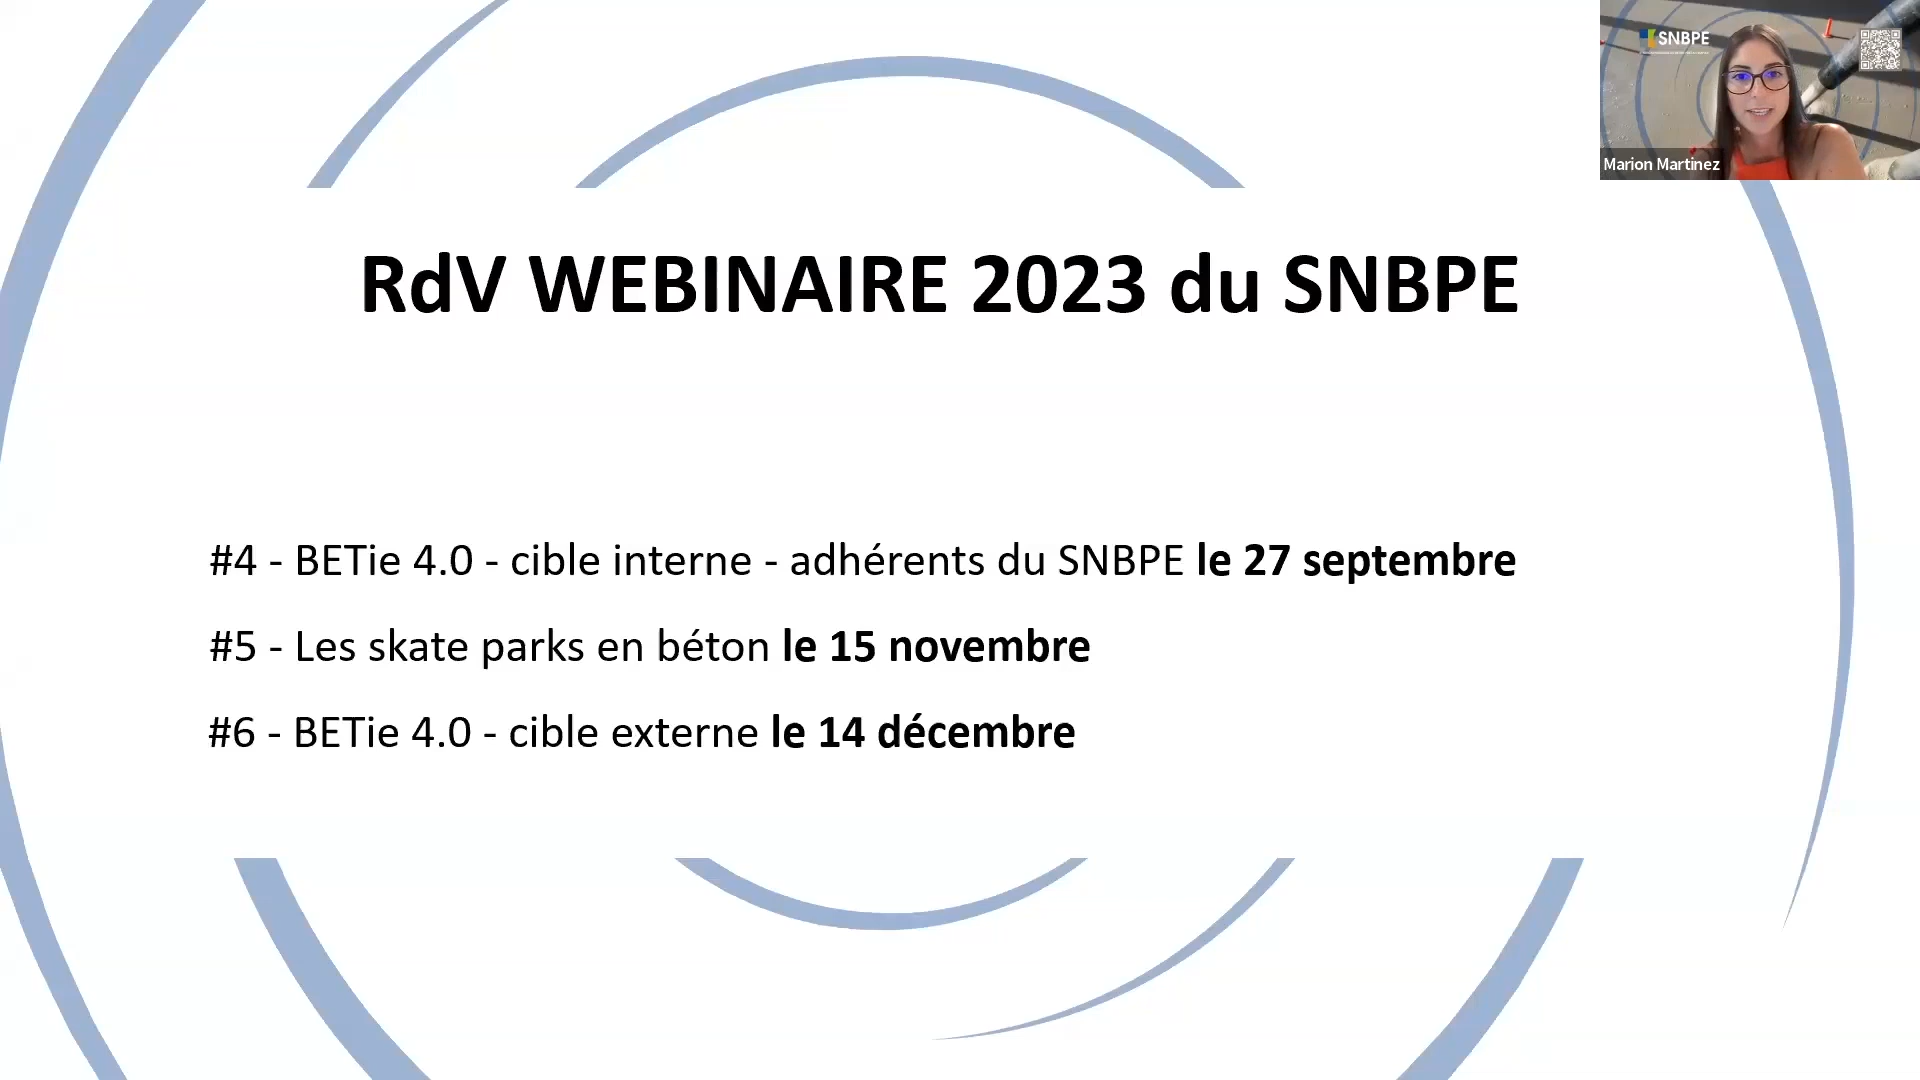 SNBPE
Marion Martinez
RdV WEBINAIRE 2023 du SNBPE
#4 - BETie 4.0 - cible interne - adhérents du SNBPE le 27 septembre
#5 - Les skate parks en béton le 15 novembre
#6 - BETie 4.0 - cible externe le 14 décembre